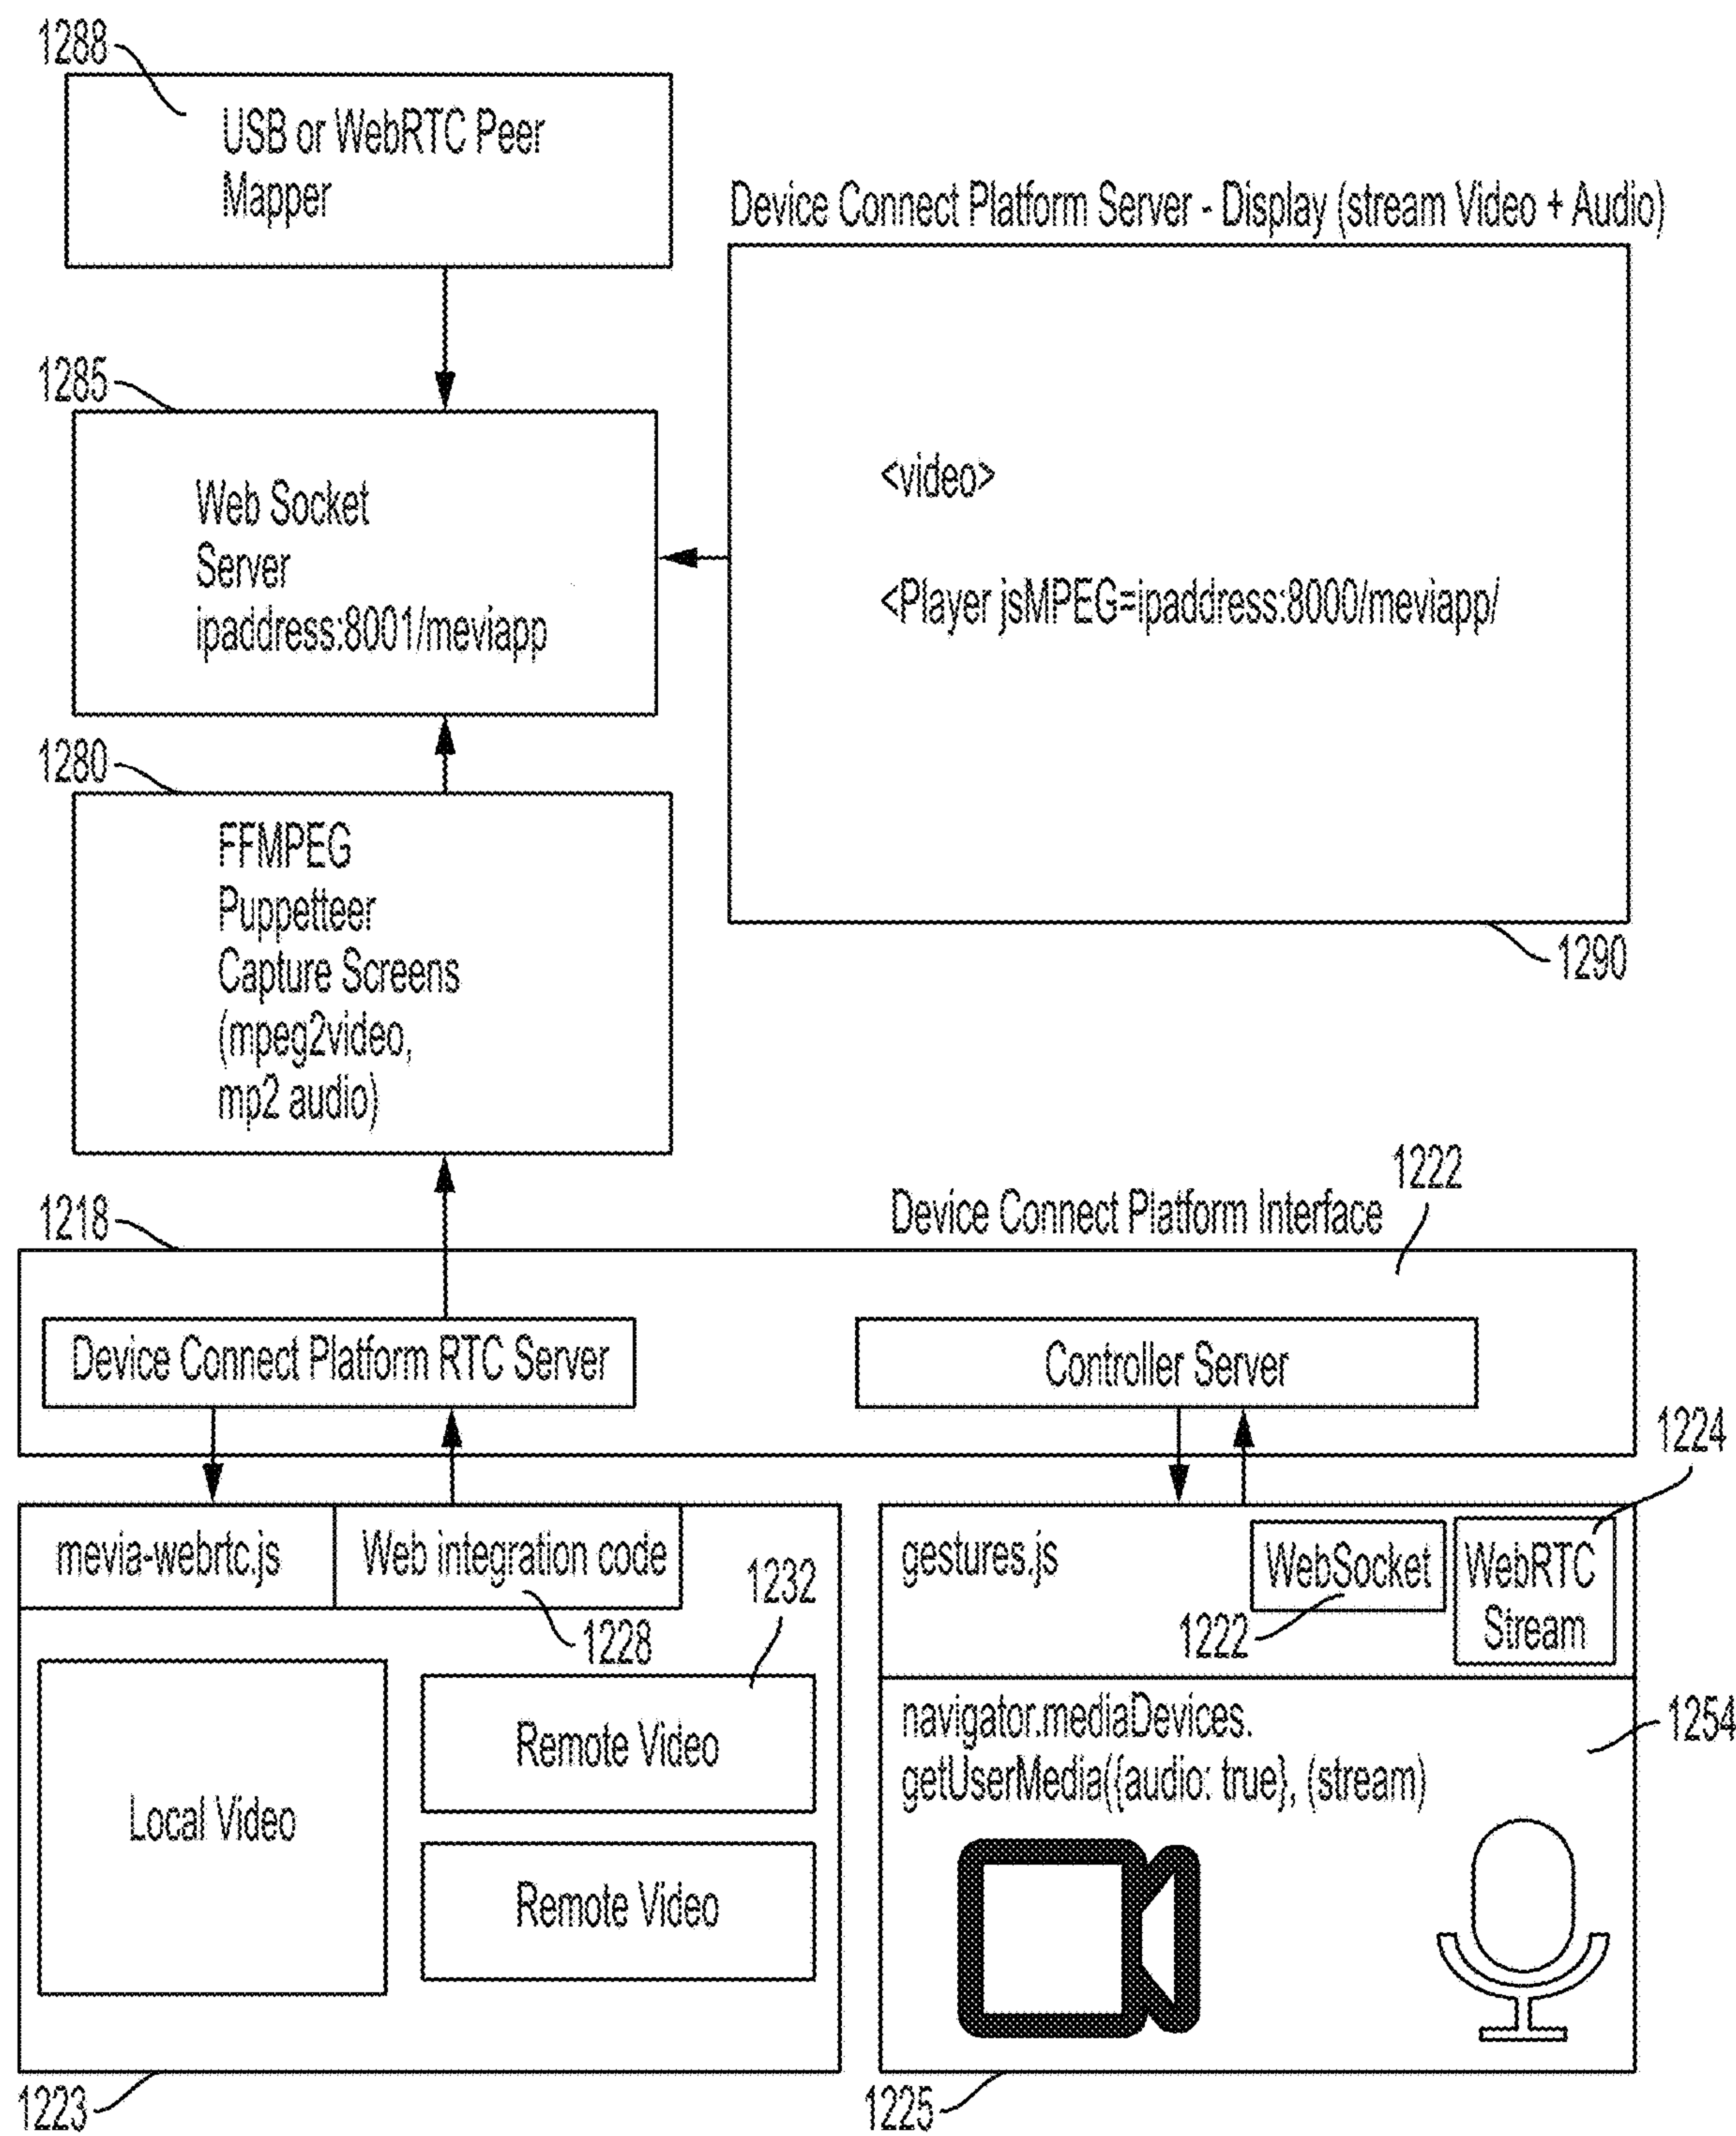 1288
USB or WebRTC Peer
Mapper
Device Connect Platform Server - Display (stream Video + Audio)
1285
Web Socket
Server
ipaddress:8001/meviapp
<video>
<Player jsMPEG=ipaddress:8000/meviapp/
1290
1280
FFMPEG
Puppetteer
Capture Screens
(mpeg2video,
mp2 audio)
1218
Device Connect Platform Interface
1222
Device Connect Platform RTC Server
Controller Server
1224
mevia-webrtc.js
Web integration code
1228
1232
Local Video
Remote Video
Remote Video
1223
gestures.js
WebSocket
1222
WebRTC
Stream
navigator.mediaDevices.
getUserMedia({audio: true}, (stream)
1254
1225